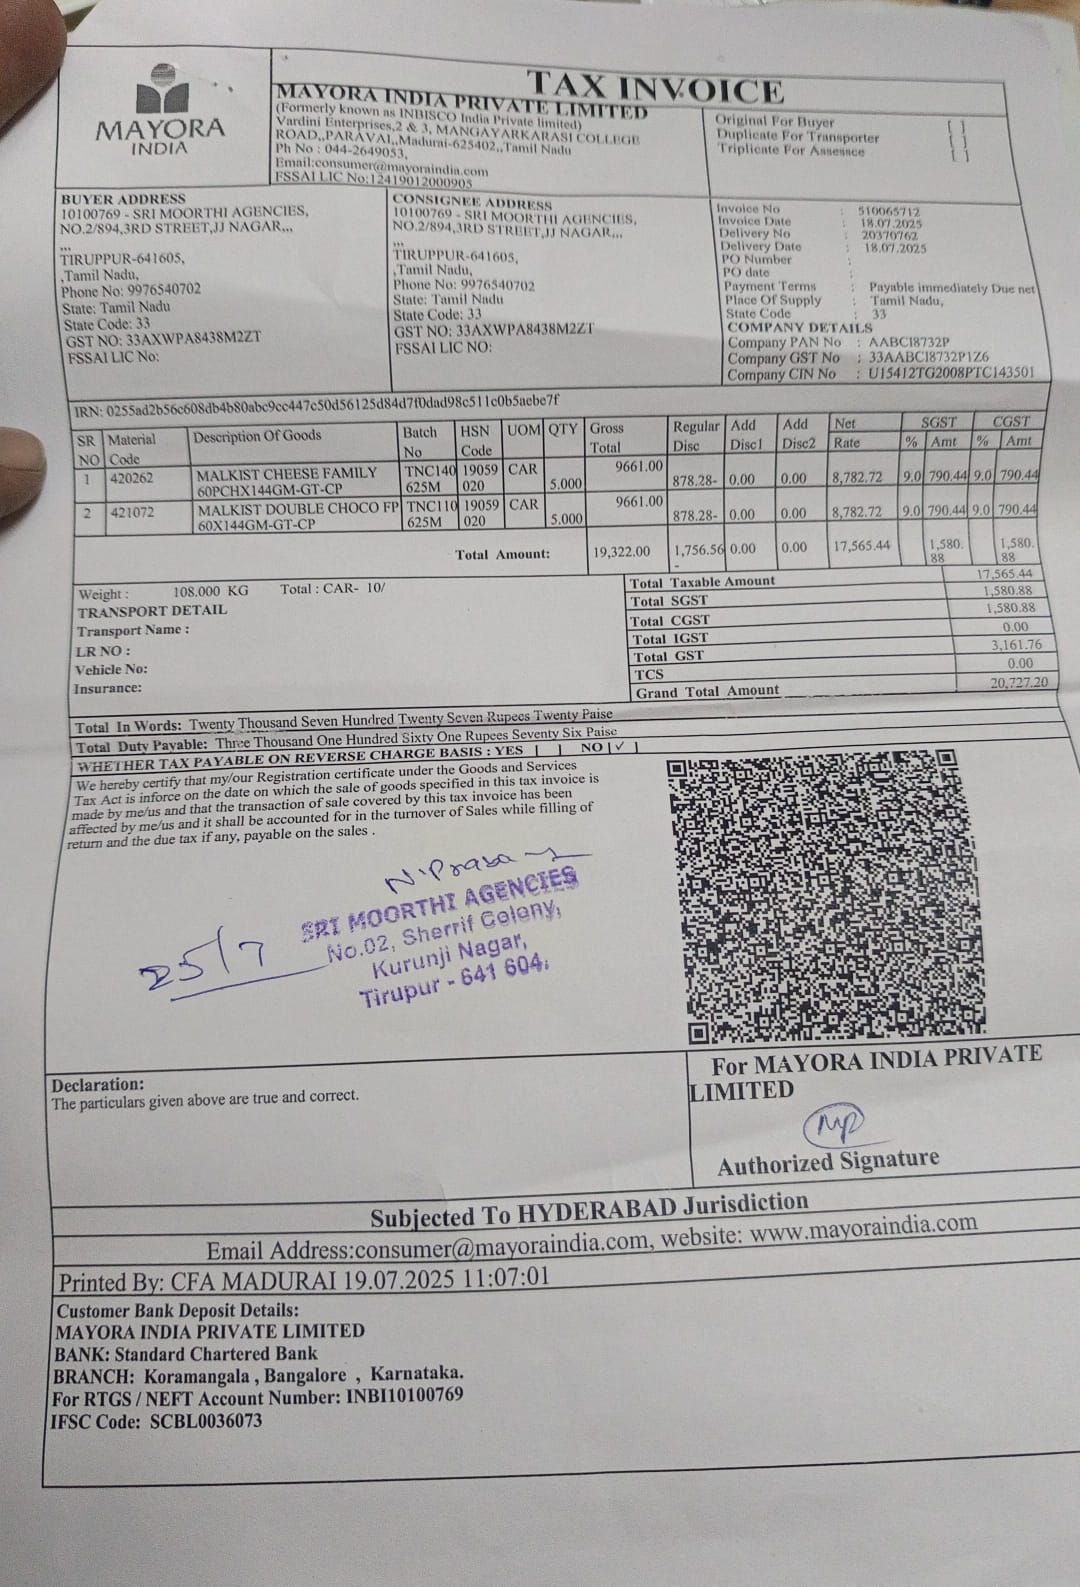 TAX INVOICE
MAYORA
INDIA
MAYORA INDIA PRIVATE LIMITED
(Formerly known as INBISCO India Private limited)
Vardini Enterprises,2 & 3, MANGAYARKARASI COLLEGE
ROAD,,PARAVAI,,Madurai-625402,,Tamil Nadu
Ph No : 044-2649053,
Email:consumer@mayoraindia.com
FSSAI LIC No:12419012000905
Original For Buyer [ ]
Duplicate For Transporter [ ]
Triplicate For Assessee [ ]
BUYER ADDRESS
10100769 - SRI MOORTHI AGENCIES,
NO.2/894,3RD STREET,JJ NAGAR,,,
,,,
TIRUPPUR-641605,
,Tamil Nadu,
Phone No: 9976540702
State: Tamil Nadu
State Code: 33
GST NO: 33AXWPA8438M2ZT
FSSAI LIC No:
CONSIGNEE ADDRESS
10100769 - SRI MOORTHI AGENCIES,
NO.2/894,3RD STREET,JJ NAGAR,,,
,,,
TIRUPPUR-641605,
,Tamil Nadu,
Phone No: 9976540702
State: Tamil Nadu
State Code: 33
GST NO: 33AXWPA8438M2ZT
FSSAI LIC NO:
Invoice No : 510065712
Invoice Date : 18.07.2025
Delivery No : 20370762
Delivery Date : 18.07.2025
PO Number :
PO date :
Payment Terms : Payable immediately Due net
Place Of Supply : Tamil Nadu,
State Code : 33
COMPANY DETAILS
Company PAN No : AABCI8732P
Company GST No : 33AABCI8732P1Z6
Company CIN No : U15412TG2008PTC143501
IRN: 0255ad2b56c608db4b80abc9cc447c50d56125d84d7f0dad98c511c0b5aebe7f
SR NO Material Code Description Of Goods Batch No HSN Code UOM QTY Gross Total Regular Disc Add Disc1 Add Disc2 Net Rate SGST % Amt CGST % Amt
1 420262 MALKIST CHEESE FAMILY 60PCHX144GM-GT-CP TNC140 625M 19059 020 CAR 5.000 9661.00 878.28- 0.00 0.00 8,782.72 9.0 790.44 9.0 790.44
2 421072 MALKIST DOUBLE CHOCO FP 60X144GM-GT-CP TNC110 625M 19059 020 CAR 5.000 9661.00 878.28- 0.00 0.00 8,782.72 9.0 790.44 9.0 790.44
Total Amount: 19,322.00 1,756.56- 0.00 0.00 17,565.44 1,580.88 1,580.88
Weight : 108.000 KG Total : CAR- 10/
TRANSPORT DETAIL
Transport Name :
LR NO :
Vehicle No:
Insurance:
Total Taxable Amount 17,565.44
Total SGST 1,580.88
Total CGST 1,580.88
Total IGST 0.00
Total GST 3,161.76
TCS 0.00
Grand Total Amount 20,727.20
Total In Words: Twenty Thousand Seven Hundred Twenty Seven Rupees Twenty Paise
Total Duty Payable: Three Thousand One Hundred Sixty One Rupees Seventy Six Paise
WHETHER TAX PAYABLE ON REVERSE CHARGE BASIS : YES [ ] NO [✓ ]
We hereby certify that my/our Registration certificate under the Goods and Services
Tax Act is inforce on the date on which the sale of goods specified in this tax invoice is
made by me/us and that the transaction of sale covered by this tax invoice has been
affected by me/us and it shall be accounted for in the turnover of Sales while filling of
return and the due tax if any, payable on the sales .
SRI MOORTHI AGENCIES
No.02, Sherrif Colony,
Kurunji Nagar,
Tirupur - 641 604.
25/7
Declaration:
The particulars given above are true and correct.
For MAYORA INDIA PRIVATE
LIMITED
Authorized Signature
Subjected To HYDERABAD Jurisdiction
Email Address:consumer@mayoraindia.com, website: www.mayoraindia.com
Printed By: CFA MADURAI 19.07.2025 11:07:01
Customer Bank Deposit Details:
MAYORA INDIA PRIVATE LIMITED
BANK: Standard Chartered Bank
BRANCH: Koramangala , Bangalore , Karnataka.
For RTGS / NEFT Account Number: INBI10100769
IFSC Code: SCBL0036073